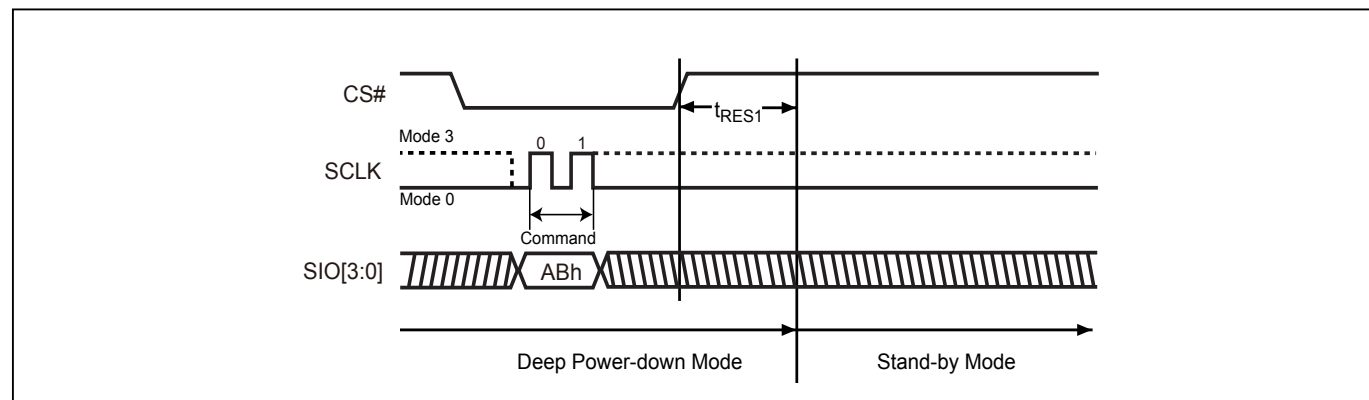 CS#
tRES1
Mode 3
0 1
SCLK
Mode 0
Command
SIO[3:0]
ABh
Deep Power-down Mode
Stand-by Mode